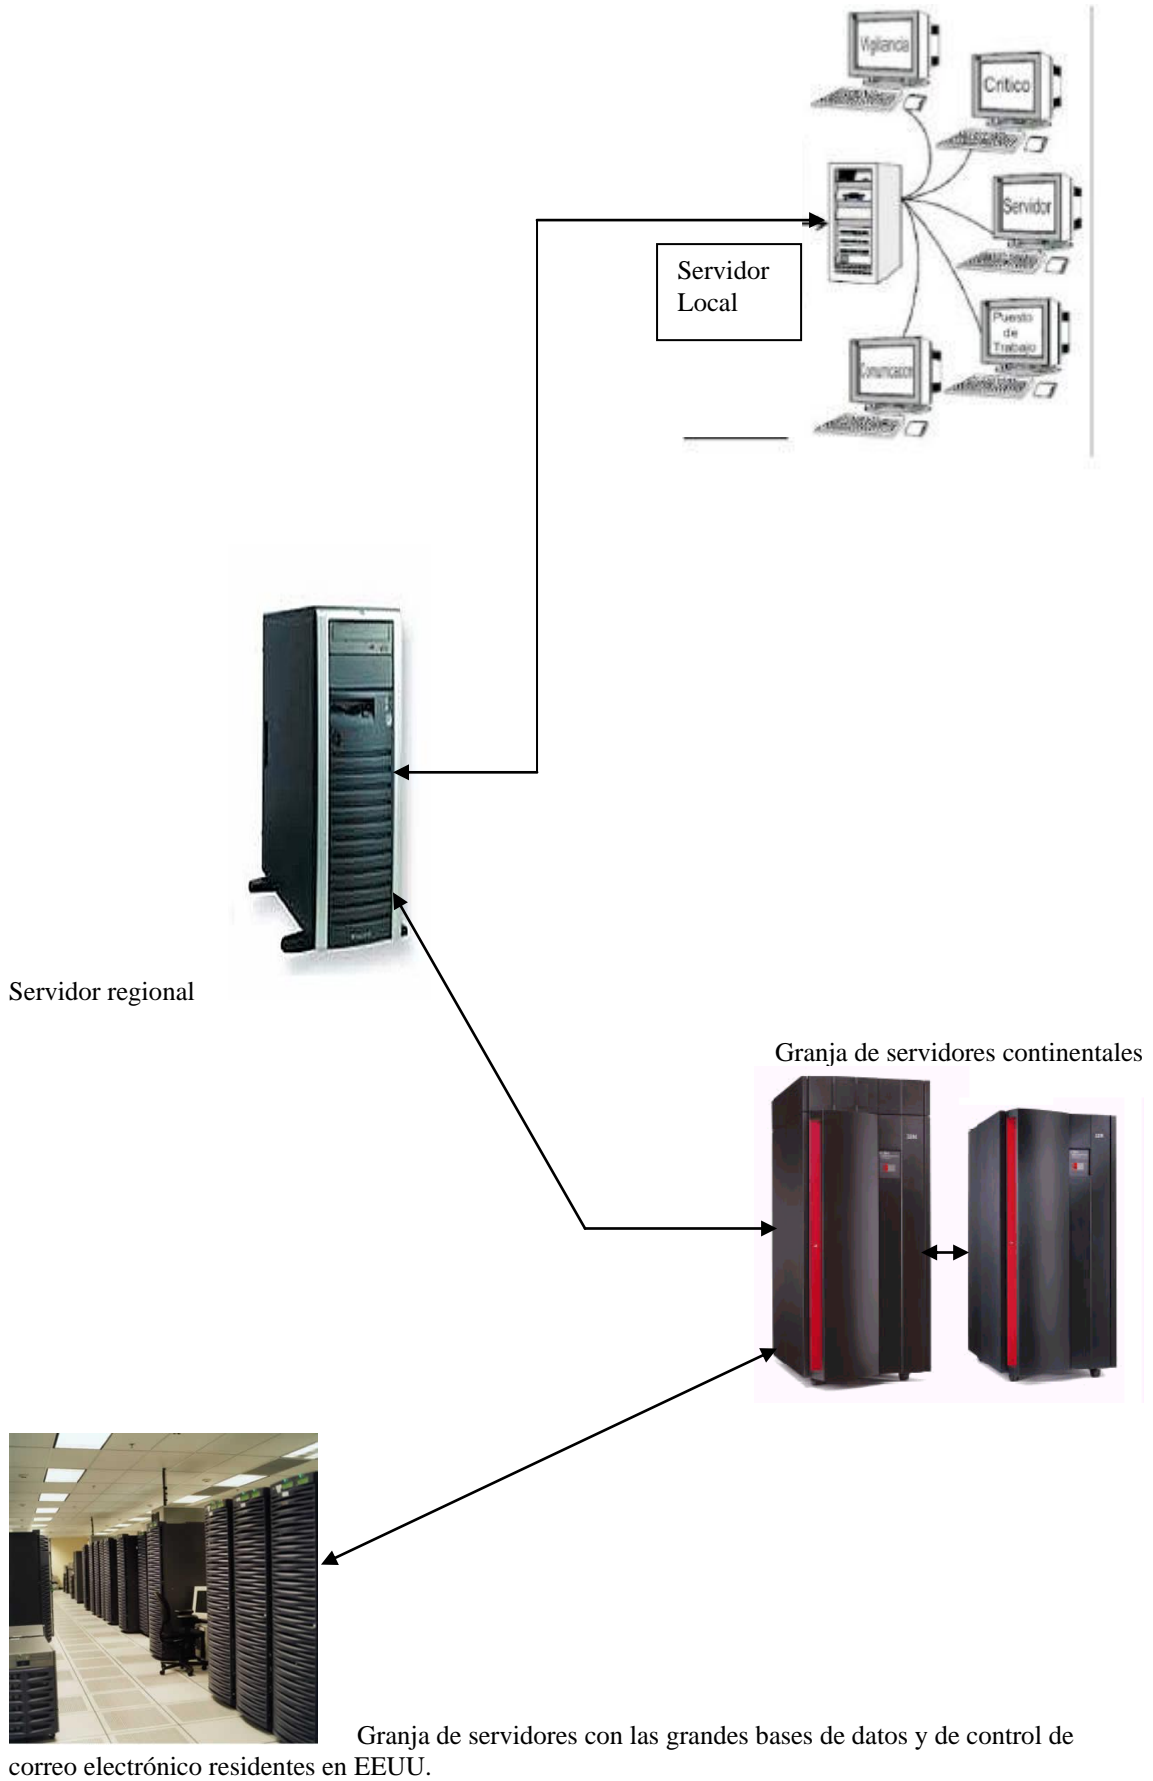 Vigilancia
Critico
Servidor
Servidor
Local
Puesto
de
Trabajo
Comunicacion
Servidor regional
Granja de servidores continentales
IBM
Granja de servidores con las grandes bases de datos y de control de
correo electrónico residentes en EEUU.